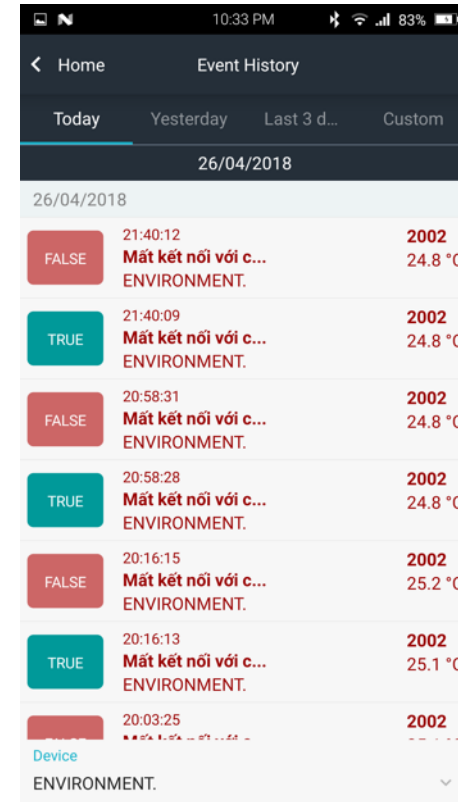 10:33 PM 83%
Home Event History
Today Yesterday Last 3 d... Custom
26/04/2018
26/04/2018
21:40:12 2002
FALSE Mất kết nối với c... 24.8 °C
ENVIRONMENT.
21:40:09 2002
TRUE Mất kết nối với c... 24.8 °C
ENVIRONMENT.
20:58:31 2002
FALSE Mất kết nối với c... 24.8 °C
ENVIRONMENT.
20:58:28 2002
TRUE Mất kết nối với c... 24.8 °C
ENVIRONMENT.
20:16:15 2002
FALSE Mất kết nối với c... 25.2 °C
ENVIRONMENT.
20:16:13 2002
TRUE Mất kết nối với c... 25.1 °C
ENVIRONMENT.
20:03:25 2002
Device
ENVIRONMENT.